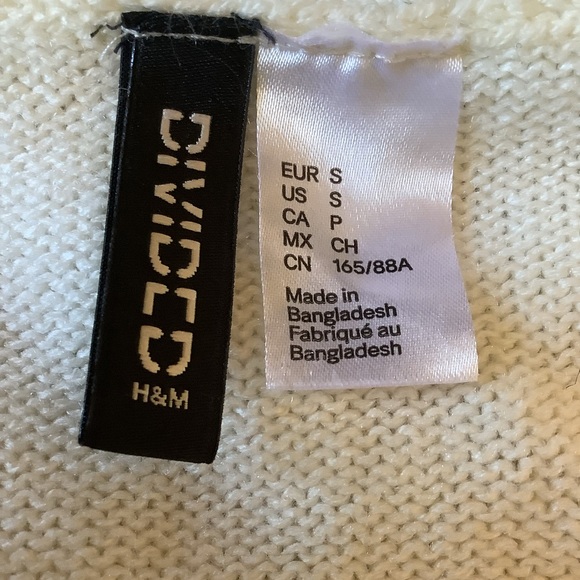 DIVIDED
H&M
EUR S
US S
CA P
MX CH
CN 165/88A
Made in
Bangladesh
Fabriqué au
Bangladesh